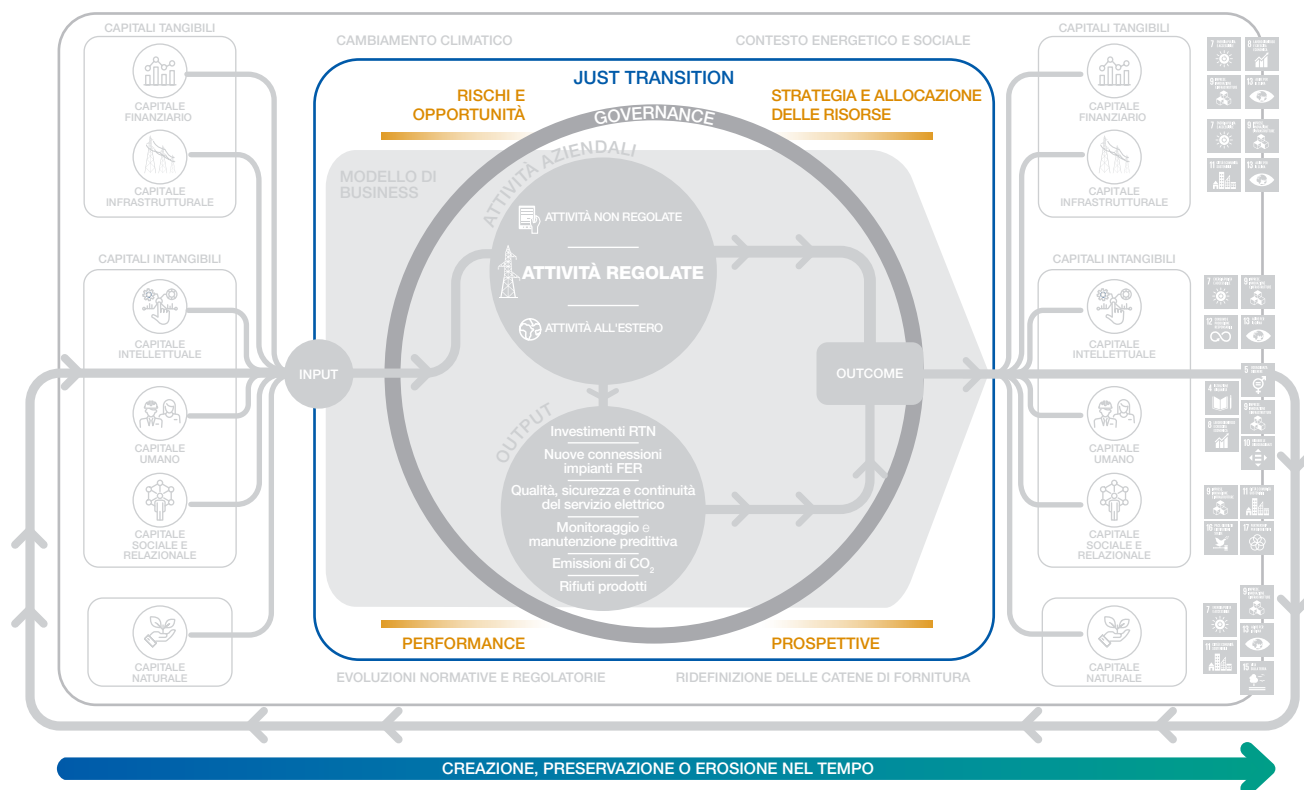 CAPITALI TANGIBILI
CAPITALE
FINANZIARIO
CAPITALE
INFRASTRUTTURALE
CAPITALI INTANGIBILI
CAPITALE
INTELLETTUALE
CAPITALE
UMANO
CAPITALE
SOCIALE E
RELAZIONALE
CAPITALE
NATURALE
INPUT
CAMBIAMENTO CLIMATICO
CONTESTO ENERGETICO E SOCIALE
JUST TRANSITION
RISCHI E
OPPORTUNITÀ
STRATEGIA E ALLOCAZIONE
DELLE RISORSE
GOVERNANCE
MODELLO DI
BUSINESS
ATTIVITÀ AZIENDALI
ATTIVITÀ NON REGOLATE
ATTIVITÀ REGOLATE
ATTIVITÀ ALL'ESTERO
OUTPUT
Investimenti RTN
Nuove connessioni
impianti FER
Qualità, sicurezza e continuità
del servizio elettrico
Monitoraggio e
manutenzione predittiva
Emissioni di CO2
Rifiuti prodotti
OUTCOME
PERFORMANCE
PROSPETTIVE
EVOLUZIONI NORMATIVE E REGOLATORIE
RIDEFINIZIONE DELLE CATENE DI FORNITURA
CAPITALI TANGIBILI
CAPITALE
FINANZIARIO
CAPITALE
INFRASTRUTTURALE
CAPITALI INTANGIBILI
CAPITALE
INTELLETTUALE
CAPITALE
UMANO
CAPITALE
SOCIALE E
RELAZIONALE
CAPITALE
NATURALE
CREAZIONE, PRESERVAZIONE O EROSIONE NEL TEMPO